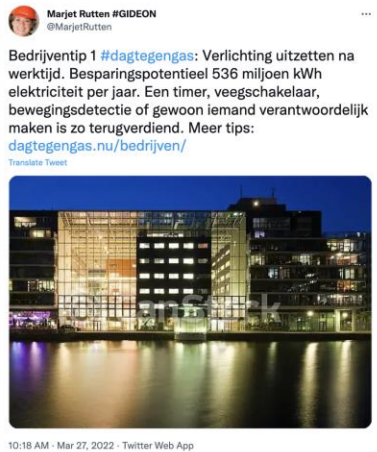 Marjet Rutten #GIDEON
@MarjetRutten
Bedrijventip 1 #dagtegengas: Verlichting uitzetten na
werktijd. Besparingspotentieel 536 miljoen kWh
elektriciteit per jaar. Een timer, veegschakelaar,
bewegingsdetectie of gewoon iemand verantwoordelijk
maken is zo terugverdiend. Meer tips:
dagtegengas.nu/bedrijven/
Translate Tweet
10:18 AM · Mar 27, 2022 · Twitter Web App